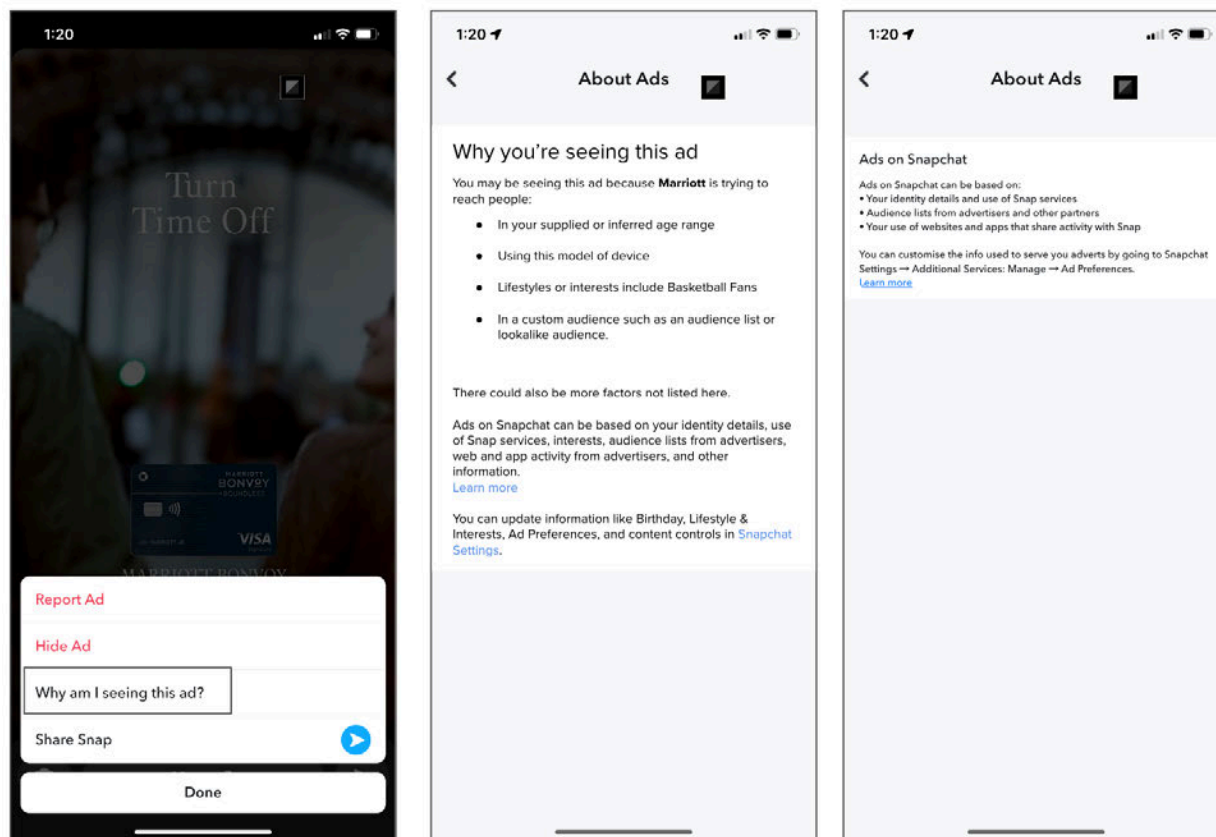 1:20
Turn
Time Off
MARRIOTT
BONVOY
BOUNDLESS
VISA
MARRIOTT BONVOY
Report Ad
Hide Ad
Why am I seeing this ad?
Share Snap
Done
1:20
About Ads
Why you're seeing this ad
You may be seeing this ad because Marriott is trying to
reach people:
• In your supplied or inferred age range
• Using this model of device
• Lifestyles or interests include Basketball Fans
• In a custom audience such as an audience list or
lookalike audience.
There could also be more factors not listed here.
Ads on Snapchat can be based on your identity details, use
of Snap services, interests, audience lists from advertisers,
web and app activity from advertisers, and other
information.
Learn more
You can update information like Birthday, Lifestyle &
Interests, Ad Preferences, and content controls in Snapchat
Settings.
1:20
About Ads
Ads on Snapchat
Ads on Snapchat can be based on:
• Your identity details and use of Snap services
• Audience lists from advertisers and other partners
• Your use of websites and apps that share activity with Snap
You can customise the info used to serve you adverts by going to Snapchat
Settings → Additional Services: Manage → Ad Preferences.
Learn more